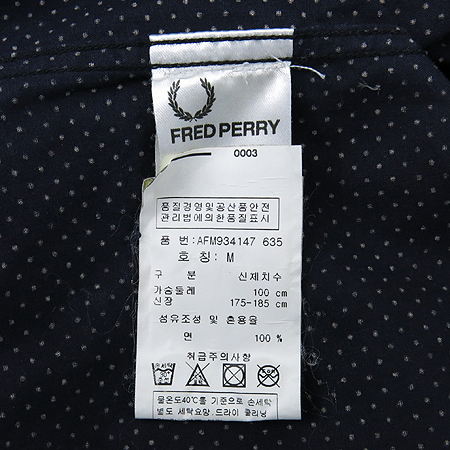 FRED PERRY
0003
품질경영및공산품안전
관리법에의한품질표시
품 번: AFM934147 635
호 칭: M
구 분 신체치수
가슴둘레 100 cm
신장 175-185 cm
섬유조성 및 혼용율
면 100 %
취급주의사항
손세탁
물온도40℃를 기준으로 손세탁
별도 세탁요망.드라이 클리닝